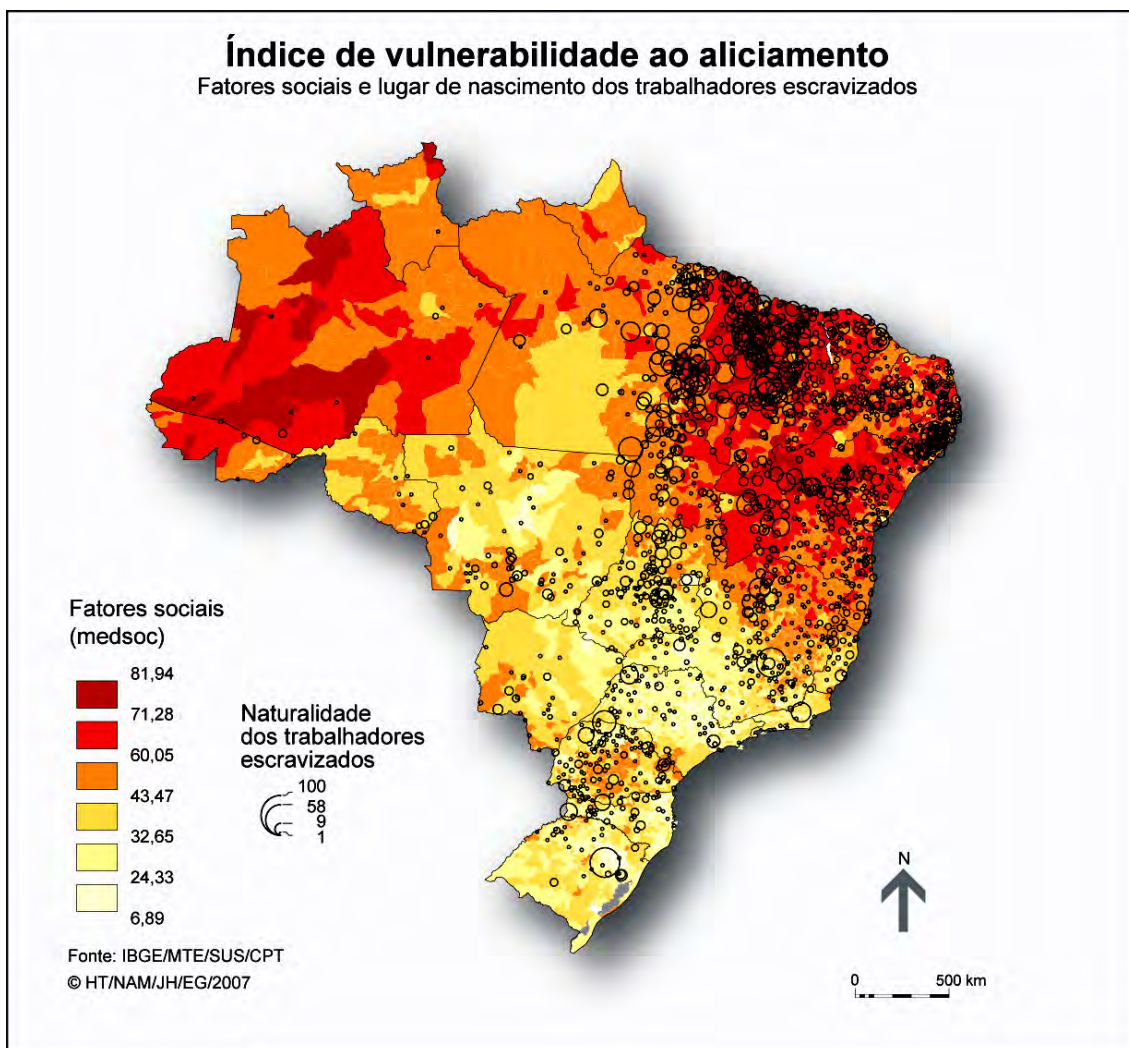 Índice de vulnerabilidade ao aliciamento
Fatores sociais e lugar de nascimento dos trabalhadores escravizados
Fatores sociais
(medsoc)
81,94
71,28
60,05
43,47
32,65
24,33
6,89
Naturalidade
dos trabalhadores
escravizados
100
58
9
1
N
Fonte: IBGE/MTE/SUS/CPT
© HT/NAM/JH/EG/2007
0 500 km